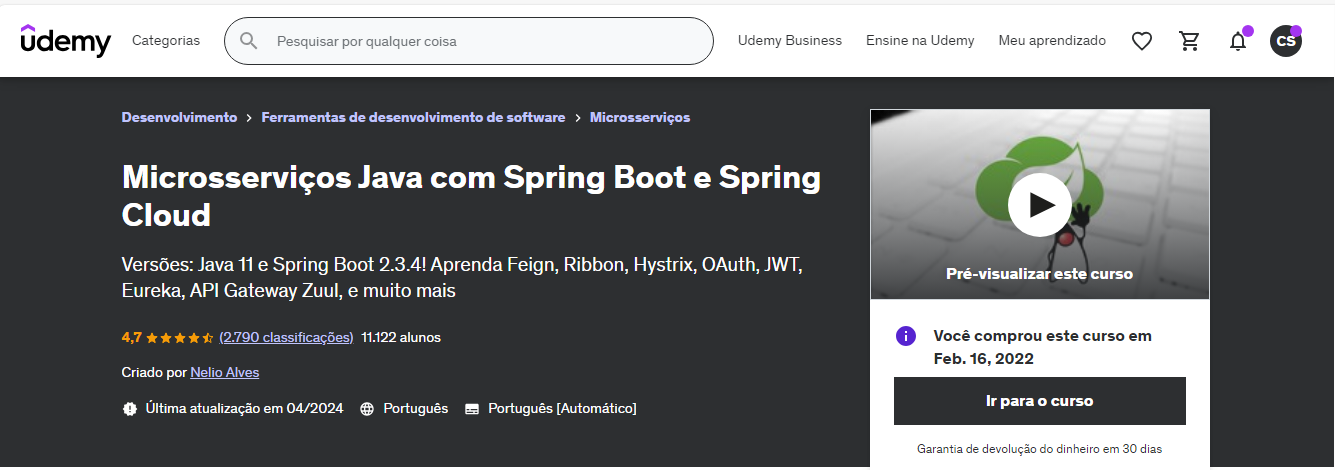 udemy
Categorias
Pesquisar por qualquer coisa
Udemy Business
Ensine na Udemy
Meu aprendizado
CS
Desenvolvimento > Ferramentas de desenvolvimento de software > Microsserviços
Microsserviços Java com Spring Boot e Spring
Cloud
Versões: Java 11 e Spring Boot 2.3.4! Aprenda Feign, Ribbon, Hystrix, OAuth, JWT,
Eureka, API Gateway Zuul, e muito mais
4,7 (2.790 classificações) 11.122 alunos
Criado por Nelio Alves
Última atualização em 04/2024 Português Português [Automático]
Pré-visualizar este curso
Você comprou este curso em
Feb. 16, 2022
Ir para o curso
Garantia de devolução do dinheiro em 30 dias